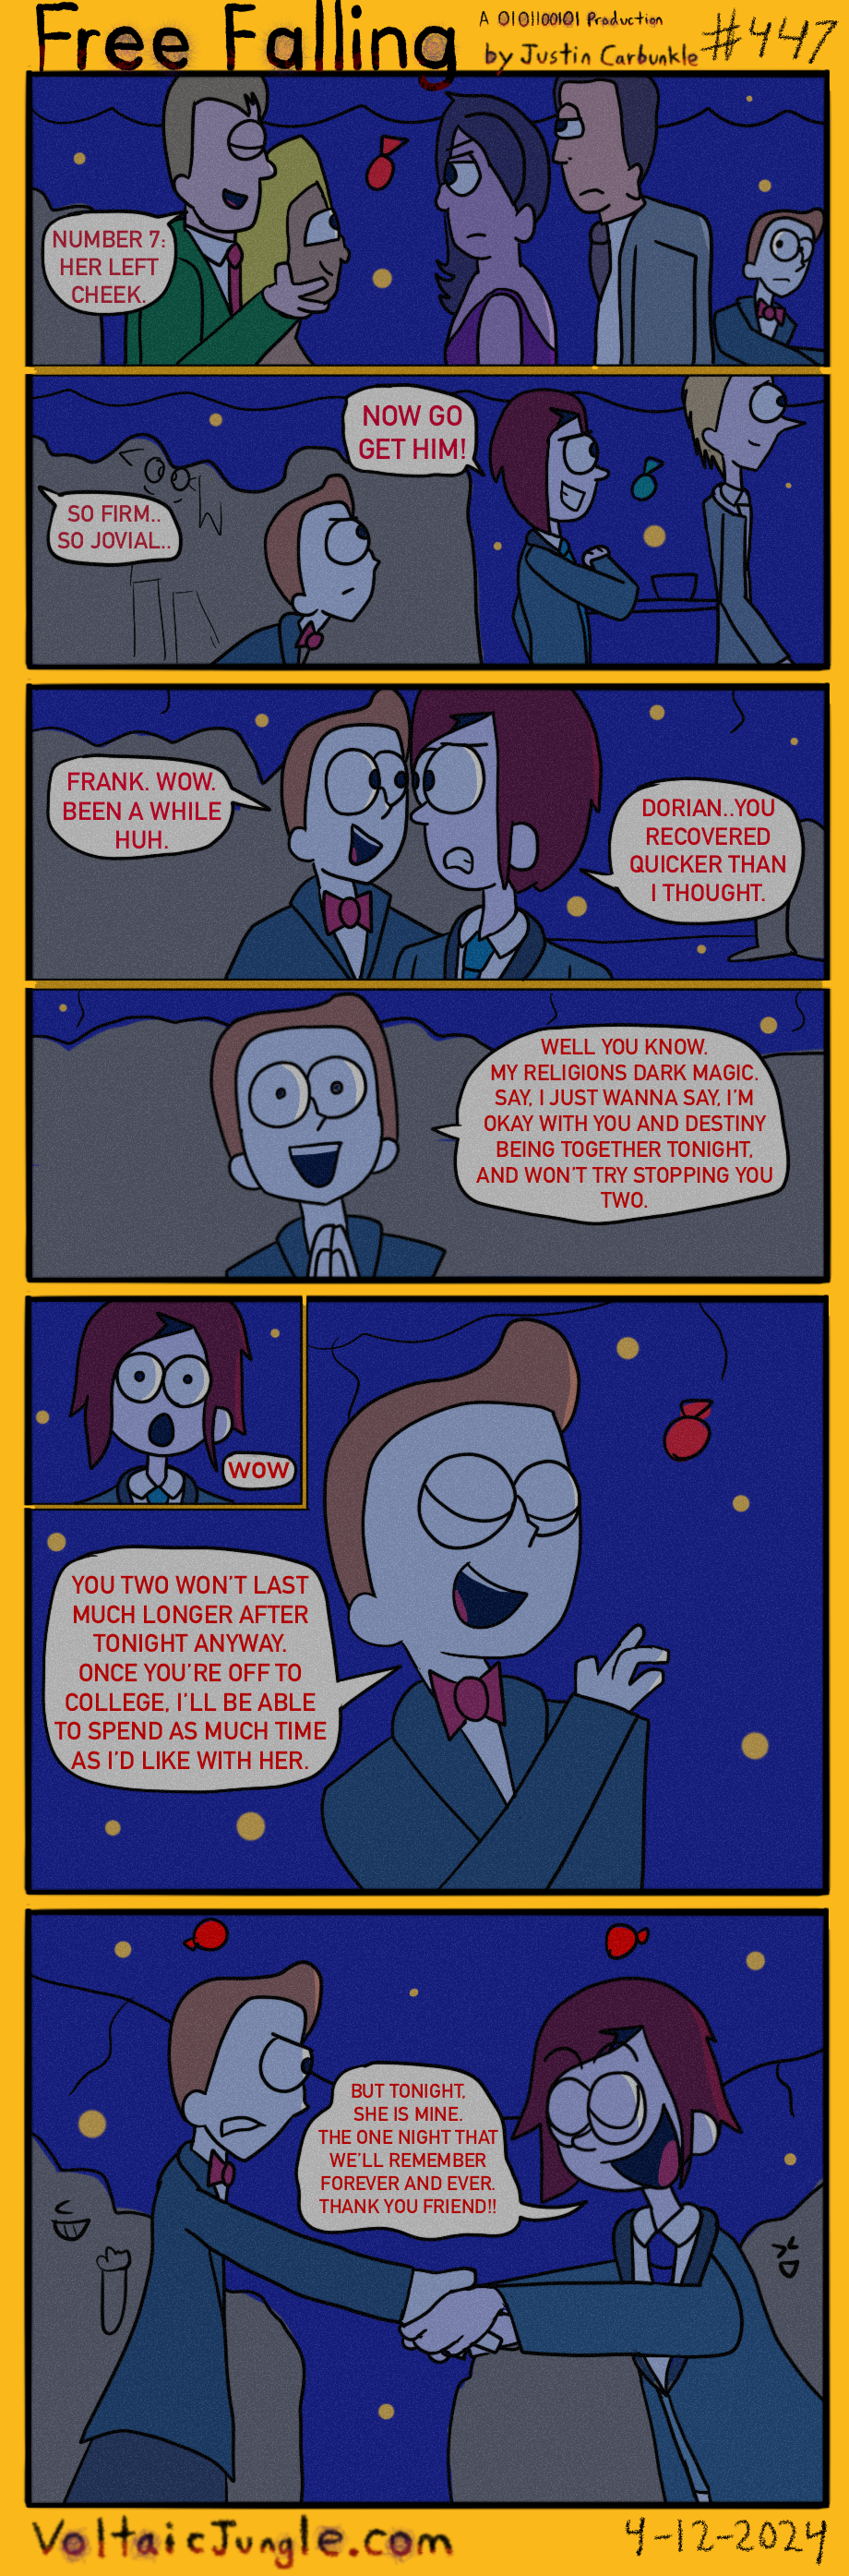 Free Falling
A 0101100101 Production
by Justin Carbunkle
#447
NUMBER 7:
HER LEFT
CHEEK.
NOW GO
GET HIM!
SO FIRM..
SO JOVIAL..
FRANK. WOW.
BEEN A WHILE
HUH.
DORIAN..YOU
RECOVERED
QUICKER THAN
I THOUGHT.
WELL YOU KNOW.
MY RELIGIONS DARK MAGIC.
SAY, I JUST WANNA SAY, I'M
OKAY WITH YOU AND DESTINY
BEING TOGETHER TONIGHT,
AND WON'T TRY STOPPING YOU
TWO.
WOW
YOU TWO WON'T LAST
MUCH LONGER AFTER
TONIGHT ANYWAY.
ONCE YOU'RE OFF TO
COLLEGE, I'LL BE ABLE
TO SPEND AS MUCH TIME
AS I'D LIKE WITH HER.
BUT TONIGHT,
SHE IS MINE.
THE ONE NIGHT THAT
WE'LL REMEMBER
FOREVER AND EVER.
THANK YOU FRIEND!!
VoltaicJungle.com
4-12-2024